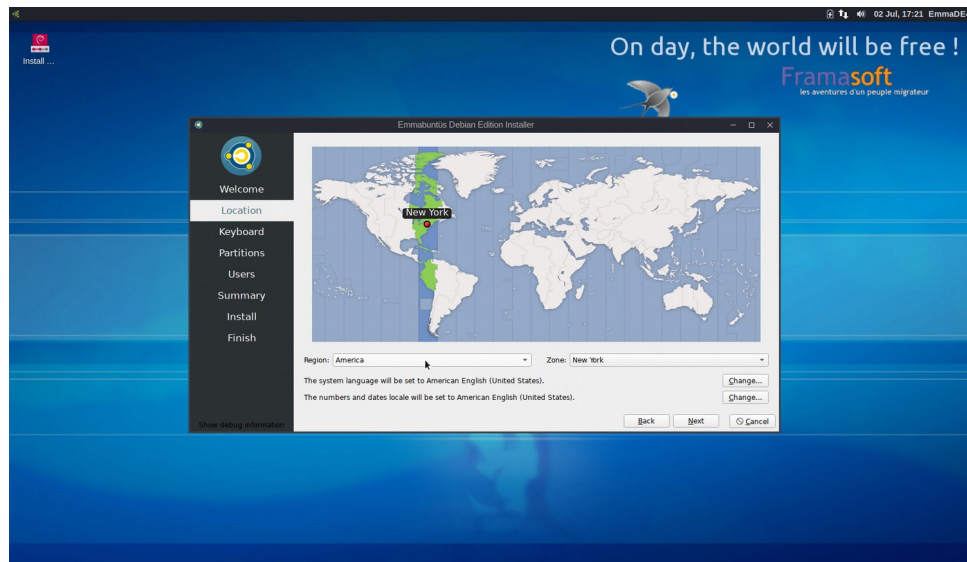 02 Jul, 17:21 EmmaDE
Install ...
On day, the world will be free !
Framasoft
les aventures d'un peuple migrateur
Emmabuntüs Debian Edition Installer
Welcome
Location
Keyboard
Partitions
Users
Summary
Install
Finish
Show debug information
New York
Region: America
Zone: New York
The system language will be set to American English (United States).
Change...
The numbers and dates locale will be set to American English (United States).
Change...
Back
Next
Cancel